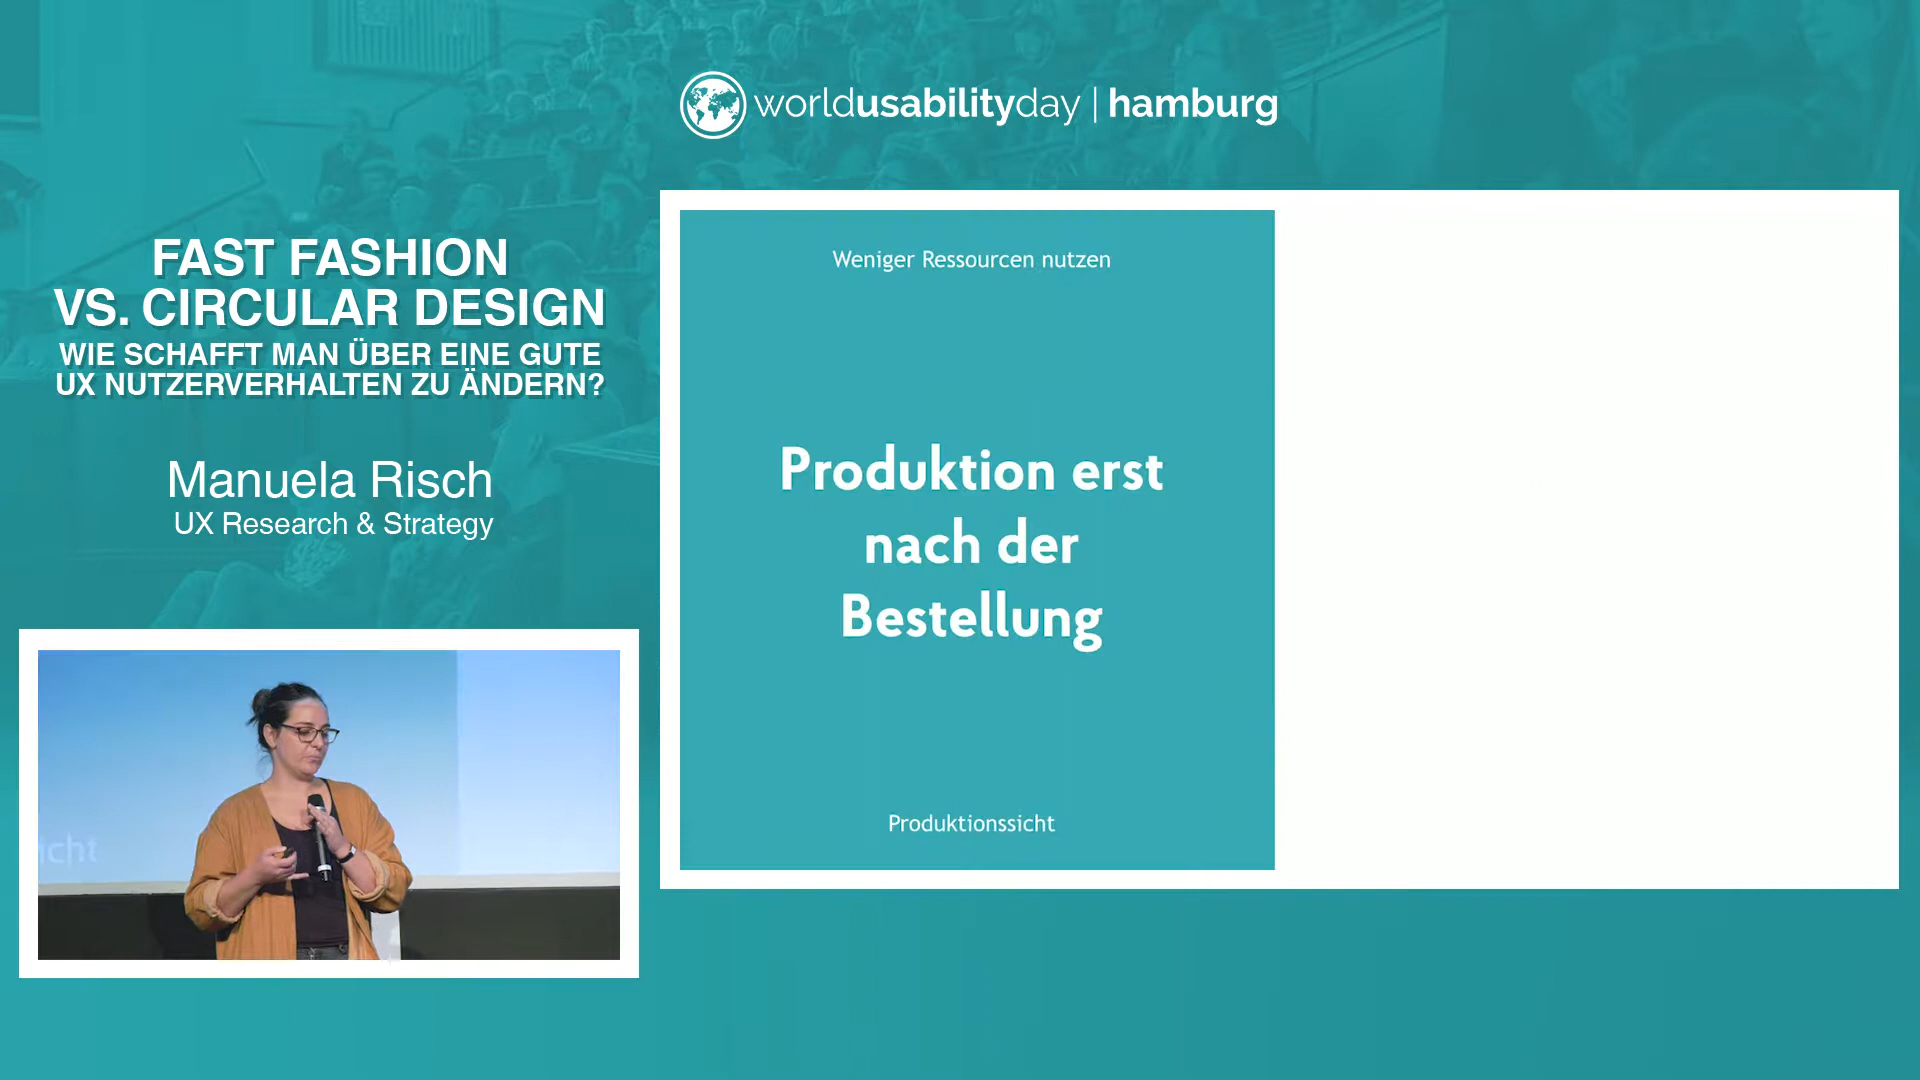 worldusabilityday | hamburg
FAST FASHION
VS. CIRCULAR DESIGN
WIE SCHAFFT MAN ÜBER EINE GUTE
UX NUTZERVERHALTEN ZU ÄNDERN?
Manuela Risch
UX Research & Strategy
Weniger Ressourcen nutzen
Produktion erst
nach der
Bestellung
Produktionssicht
icht